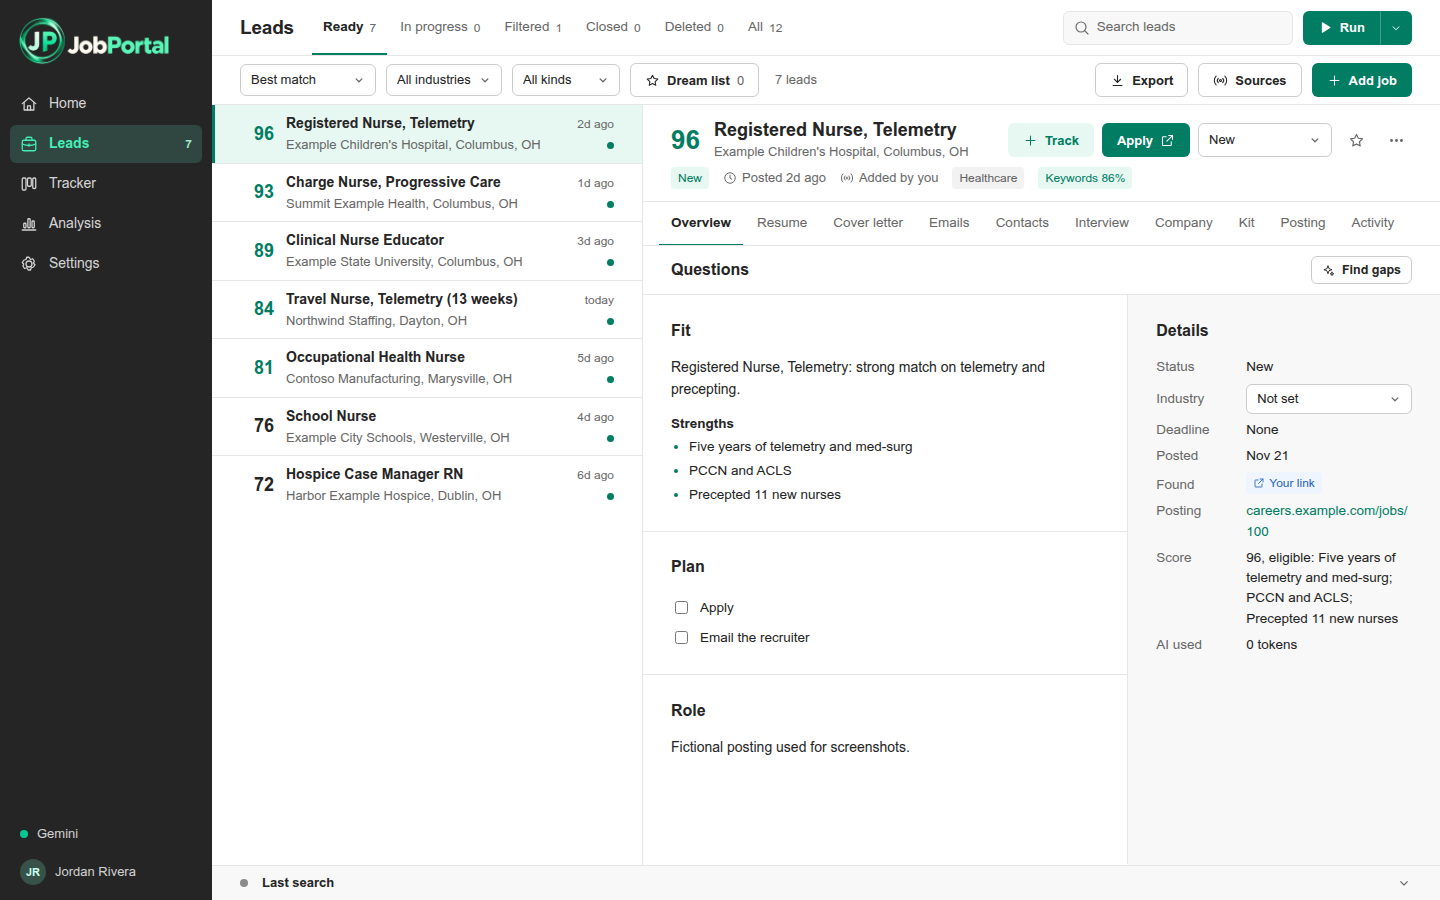 JP JobPortal
Home
Leads 7
Tracker
Analysis
Settings
Gemini
JR Jordan Rivera
Leads Ready 7 In progress 0 Filtered 1 Closed 0 Deleted 0 All 12
Search leads
Run
Best match All industries All kinds Dream list 0 7 leads
Export Sources Add job
96 Registered Nurse, Telemetry 2d ago
Example Children's Hospital, Columbus, OH
93 Charge Nurse, Progressive Care 1d ago
Summit Example Health, Columbus, OH
89 Clinical Nurse Educator 3d ago
Example State University, Columbus, OH
84 Travel Nurse, Telemetry (13 weeks) today
Northwind Staffing, Dayton, OH
81 Occupational Health Nurse 5d ago
Contoso Manufacturing, Marysville, OH
76 School Nurse 4d ago
Example City Schools, Westerville, OH
72 Hospice Case Manager RN 6d ago
Harbor Example Hospice, Dublin, OH
96 Registered Nurse, Telemetry
Example Children's Hospital, Columbus, OH
Track Apply New
New Posted 2d ago Added by you Healthcare Keywords 86%
Overview Resume Cover letter Emails Contacts Interview Company Kit Posting Activity
Questions
Find gaps
Fit
Registered Nurse, Telemetry: strong match on telemetry and
precepting.
Strengths
• Five years of telemetry and med-surg
• PCCN and ACLS
• Precepted 11 new nurses
Plan
Apply
Email the recruiter
Role
Fictional posting used for screenshots.
Details
Status New
Industry Not set
Deadline None
Posted Nov 21
Found Your link
Posting careers.example.com/jobs/
100
Score 96, eligible: Five years of
telemetry and med-surg;
PCCN and ACLS;
Precepted 11 new nurses
AI used 0 tokens
Last search